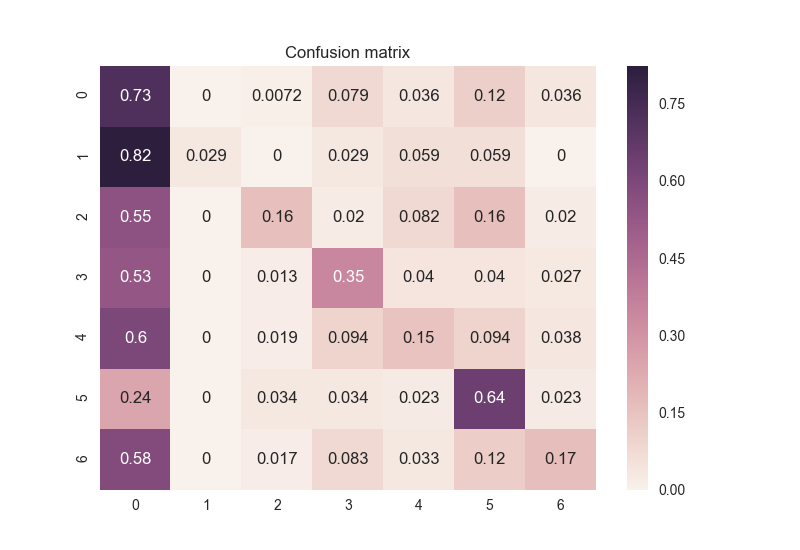 Confusion matrix
0 0.73 0 0.0072 0.079 0.036 0.12 0.036
1 0.82 0.029 0 0.029 0.059 0.059 0
2 0.55 0 0.16 0.02 0.082 0.16 0.02
3 0.53 0 0.013 0.35 0.04 0.04 0.027
4 0.6 0 0.019 0.094 0.15 0.094 0.038
5 0.24 0 0.034 0.034 0.023 0.64 0.023
6 0.58 0 0.017 0.083 0.033 0.12 0.17
0 1 2 3 4 5 6
0.75
0.60
0.45
0.30
0.15
0.00